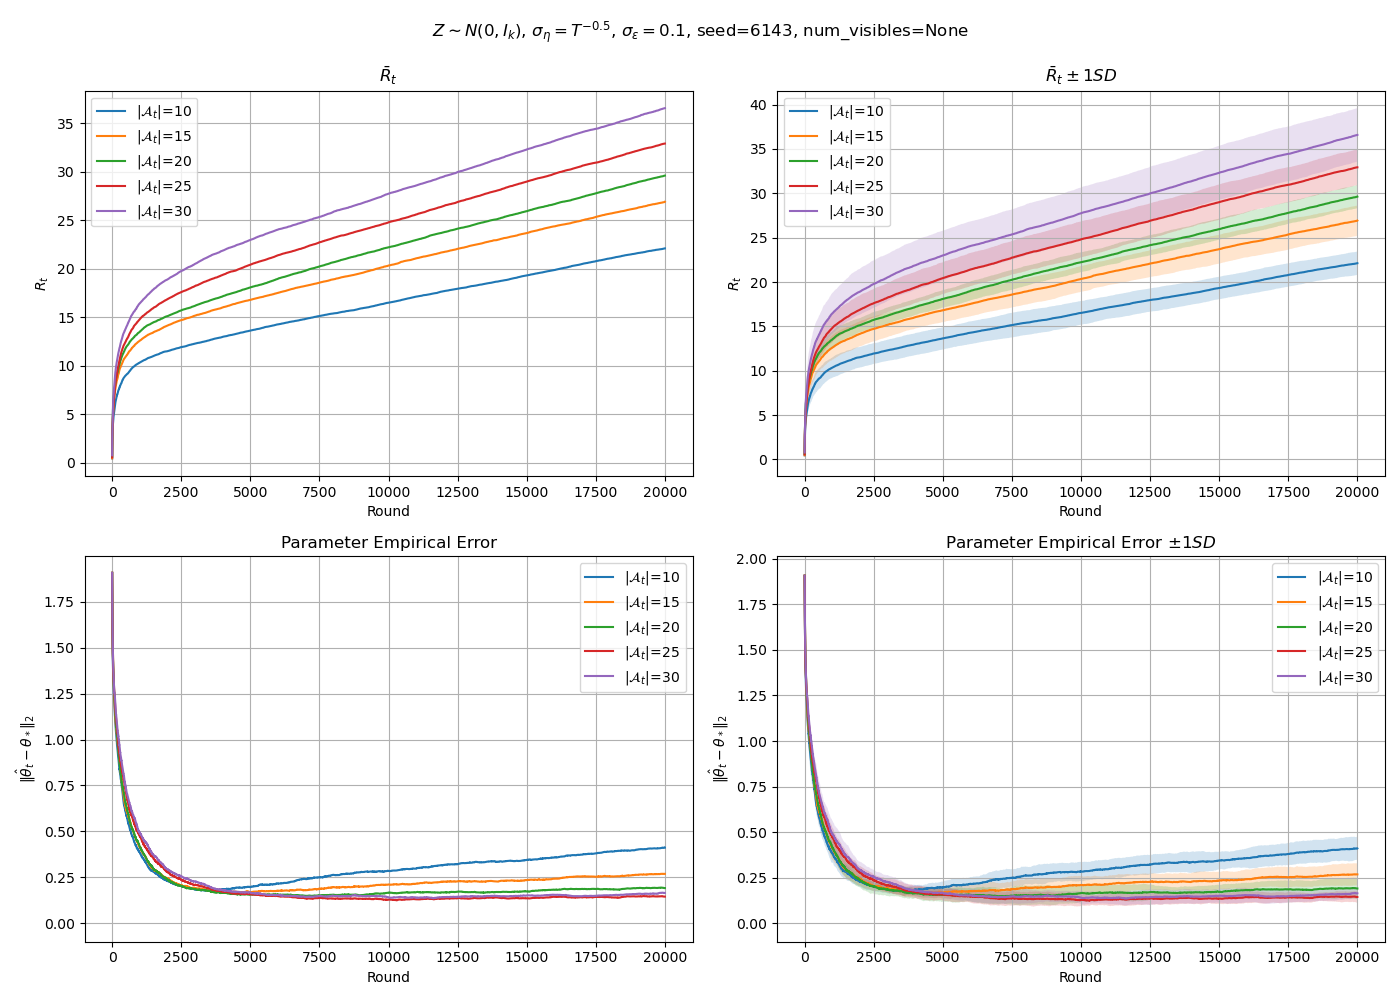 Z ∼ N(0, I_k), σ_η = T^{−0.5}, σ_ε = 0.1, seed=6143, num_visibles=None
R̄_t
|𝒜_t|=10
|𝒜_t|=15
|𝒜_t|=20
|𝒜_t|=25
|𝒜_t|=30
R_t
35
30
25
20
15
10
5
0
0 2500 5000 7500 10000 12500 15000 17500 20000
Round
R̄_t ± 1SD
|𝒜_t|=10
|𝒜_t|=15
|𝒜_t|=20
|𝒜_t|=25
|𝒜_t|=30
R_t
40
35
30
25
20
15
10
5
0
0 2500 5000 7500 10000 12500 15000 17500 20000
Round
Parameter Empirical Error
|𝒜_t|=10
|𝒜_t|=15
|𝒜_t|=20
|𝒜_t|=25
|𝒜_t|=30
‖θ̂_t − θ_*‖_2
1.75
1.50
1.25
1.00
0.75
0.50
0.25
0.00
0 2500 5000 7500 10000 12500 15000 17500 20000
Round
Parameter Empirical Error ±1SD
|𝒜_t|=10
|𝒜_t|=15
|𝒜_t|=20
|𝒜_t|=25
|𝒜_t|=30
‖θ̂_t − θ_*‖_2
2.00
1.75
1.50
1.25
1.00
0.75
0.50
0.25
0.00
0 2500 5000 7500 10000 12500 15000 17500 20000
Round